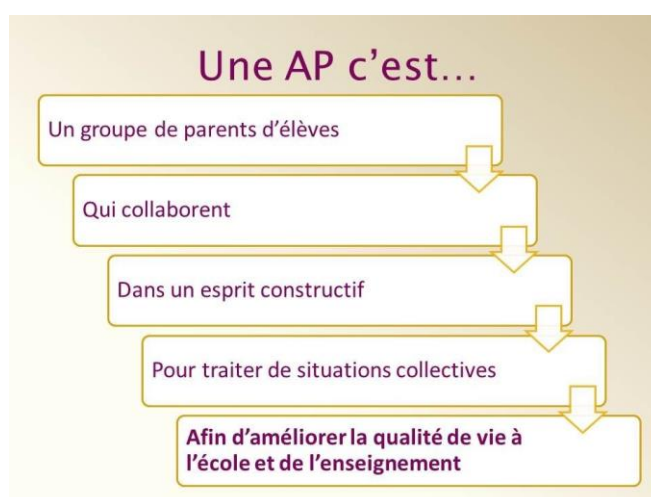 Une AP c’est…
Un groupe de parents d’élèves
Qui collaborent
Dans un esprit constructif
Pour traiter de situations collectives
Afin d’améliorer la qualité de vie à
l’école et de l’enseignement